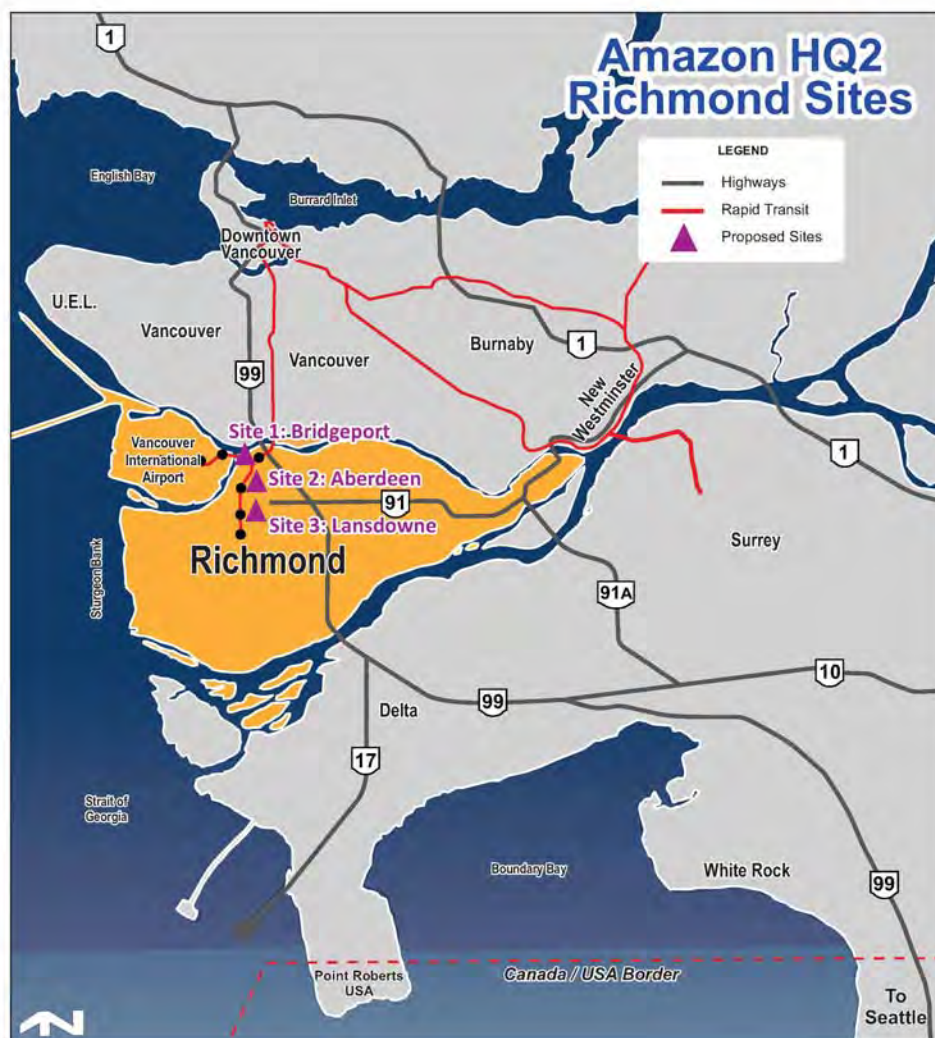 1
Amazon HQ2
Richmond Sites
LEGEND
Highways
Rapid Transit
Proposed Sites
English Bay
Burrard Inlet
Downtown
Vancouver
U.E.L.
Vancouver
Vancouver
Burnaby
1
99
New
Westminster
Site 1: Bridgeport
Vancouver
International
Airport
Site 2: Aberdeen
91
1
Site 3: Lansdowne
Richmond
Surrey
Sturgeon Bank
91A
10
99
Delta
17
Strait of
Georgia
Boundary Bay
White Rock
99
Point Roberts
USA
Canada / USA Border
To
Seattle
N